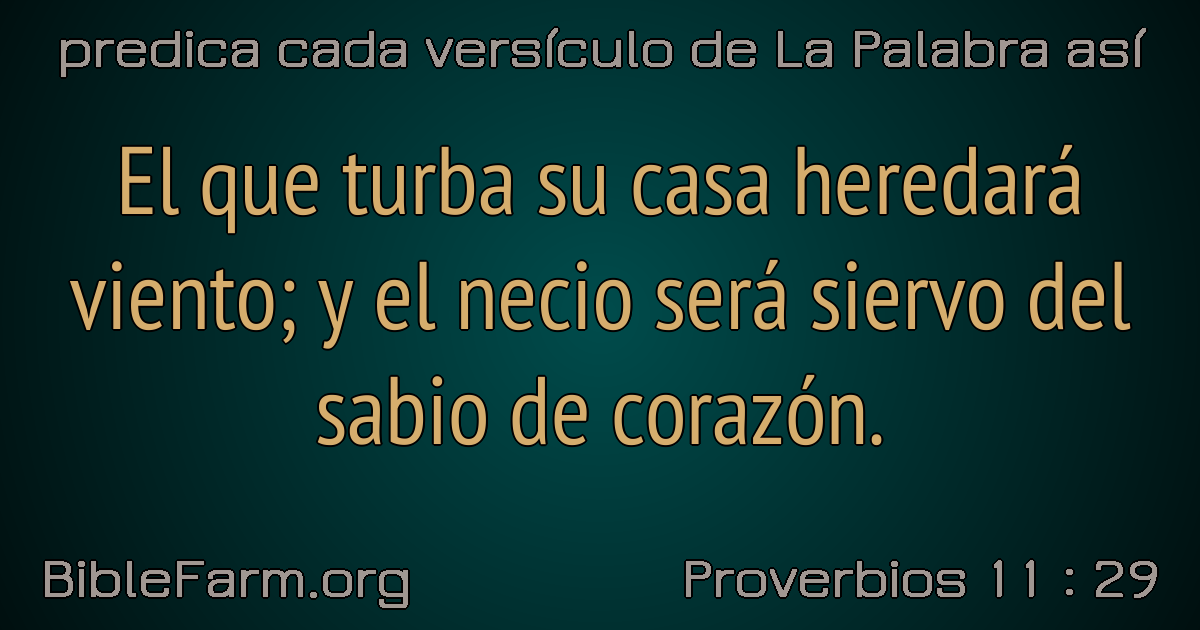 predica cada versículo de La Palabra así
El que turba su casa heredará
viento; y el necio será siervo del
sabio de corazón.
BibleFarm.org
Proverbios 11 : 29